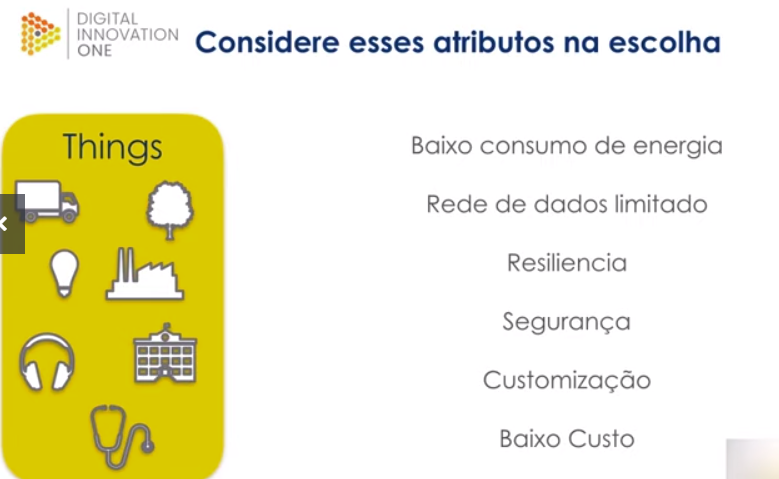 DIGITAL
INNOVATION
ONE
Considere esses atributos na escolha
Things
Baixo consumo de energia
Rede de dados limitado
Resiliencia
Segurança
Customização
Baixo Custo